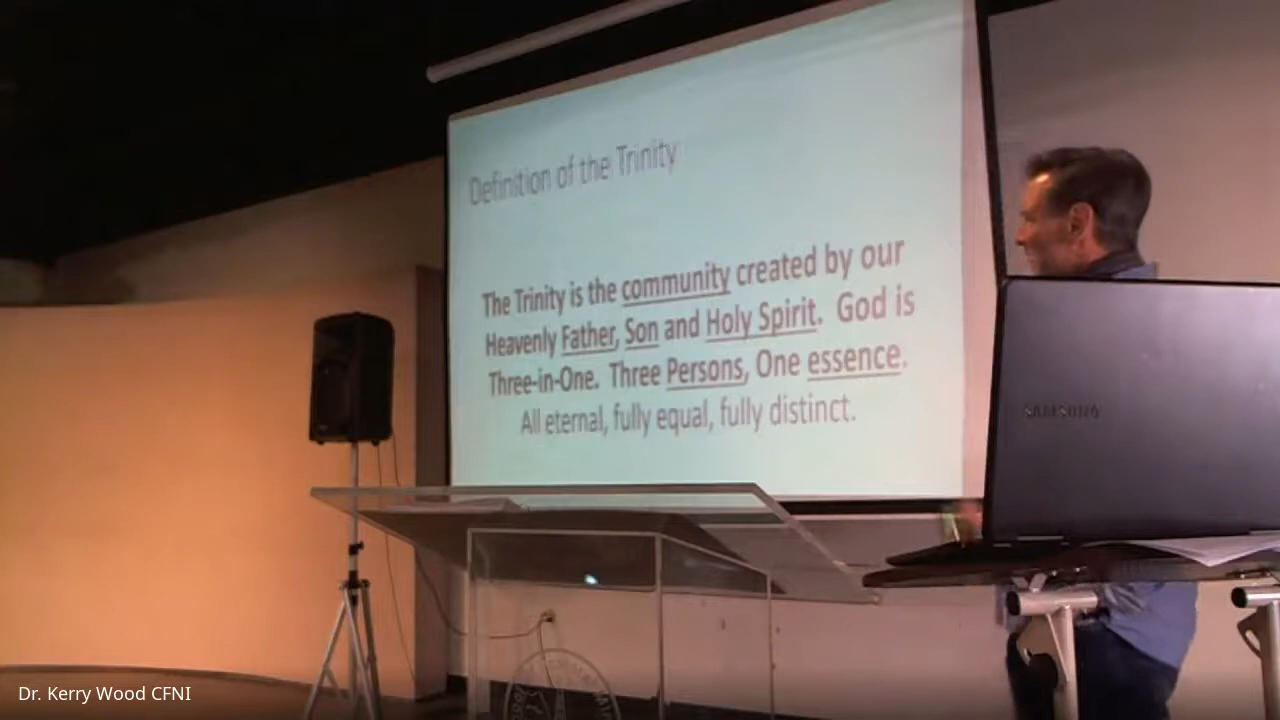 Definition of the Trinity
The Trinity is the community created by our
Heavenly Father, Son and Holy Spirit. God is
Three-in-One. Three Persons, One essence.
All eternal, fully equal, fully distinct.
SAMSUNG
Dr. Kerry Wood CFNI